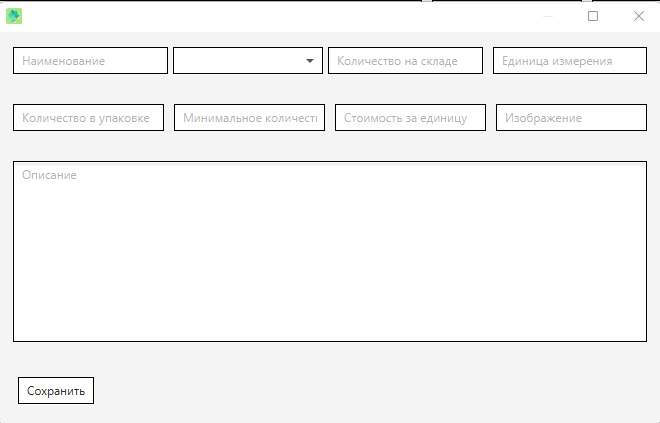 Наименование
Количество на складе
Единица измерения
Количество в упаковке
Минимальное количест
Стоимость за единицу
Изображение
Описание
Сохранить